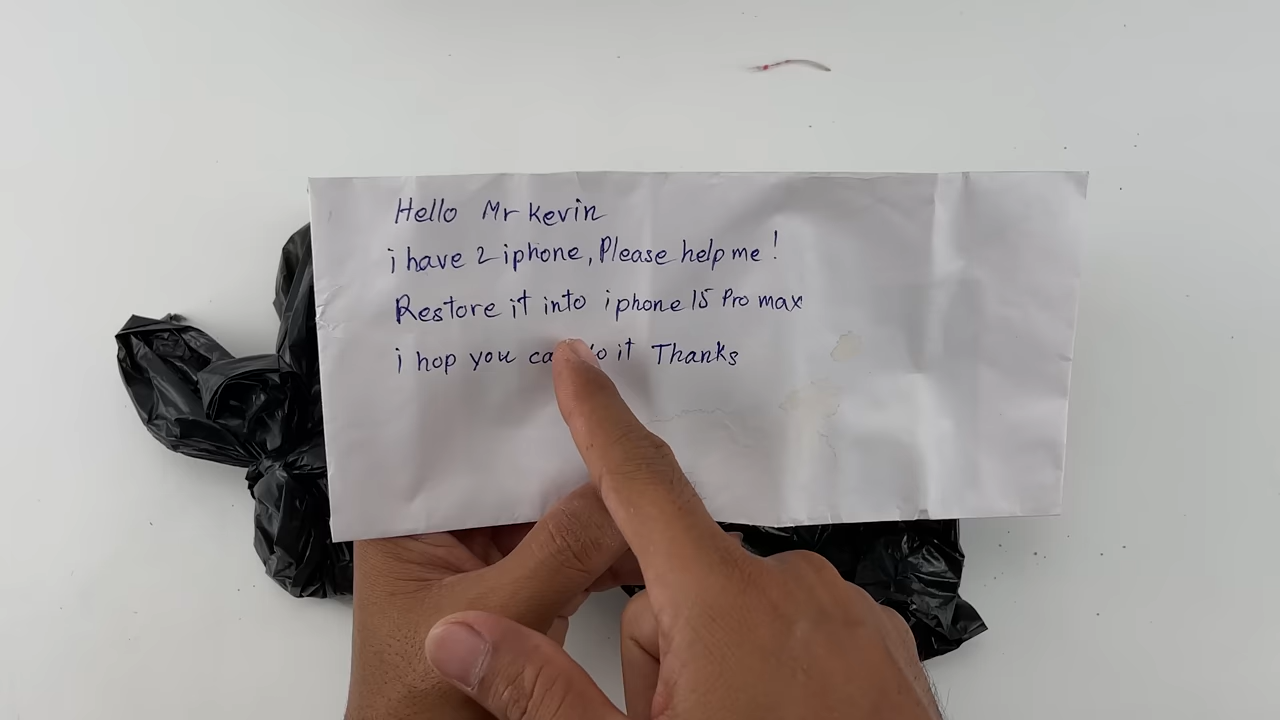 Hello Mr Kevin
i have 2 iphone, Please help me!
Restore it into iphone 15 Pro max
i hop you it Thanks